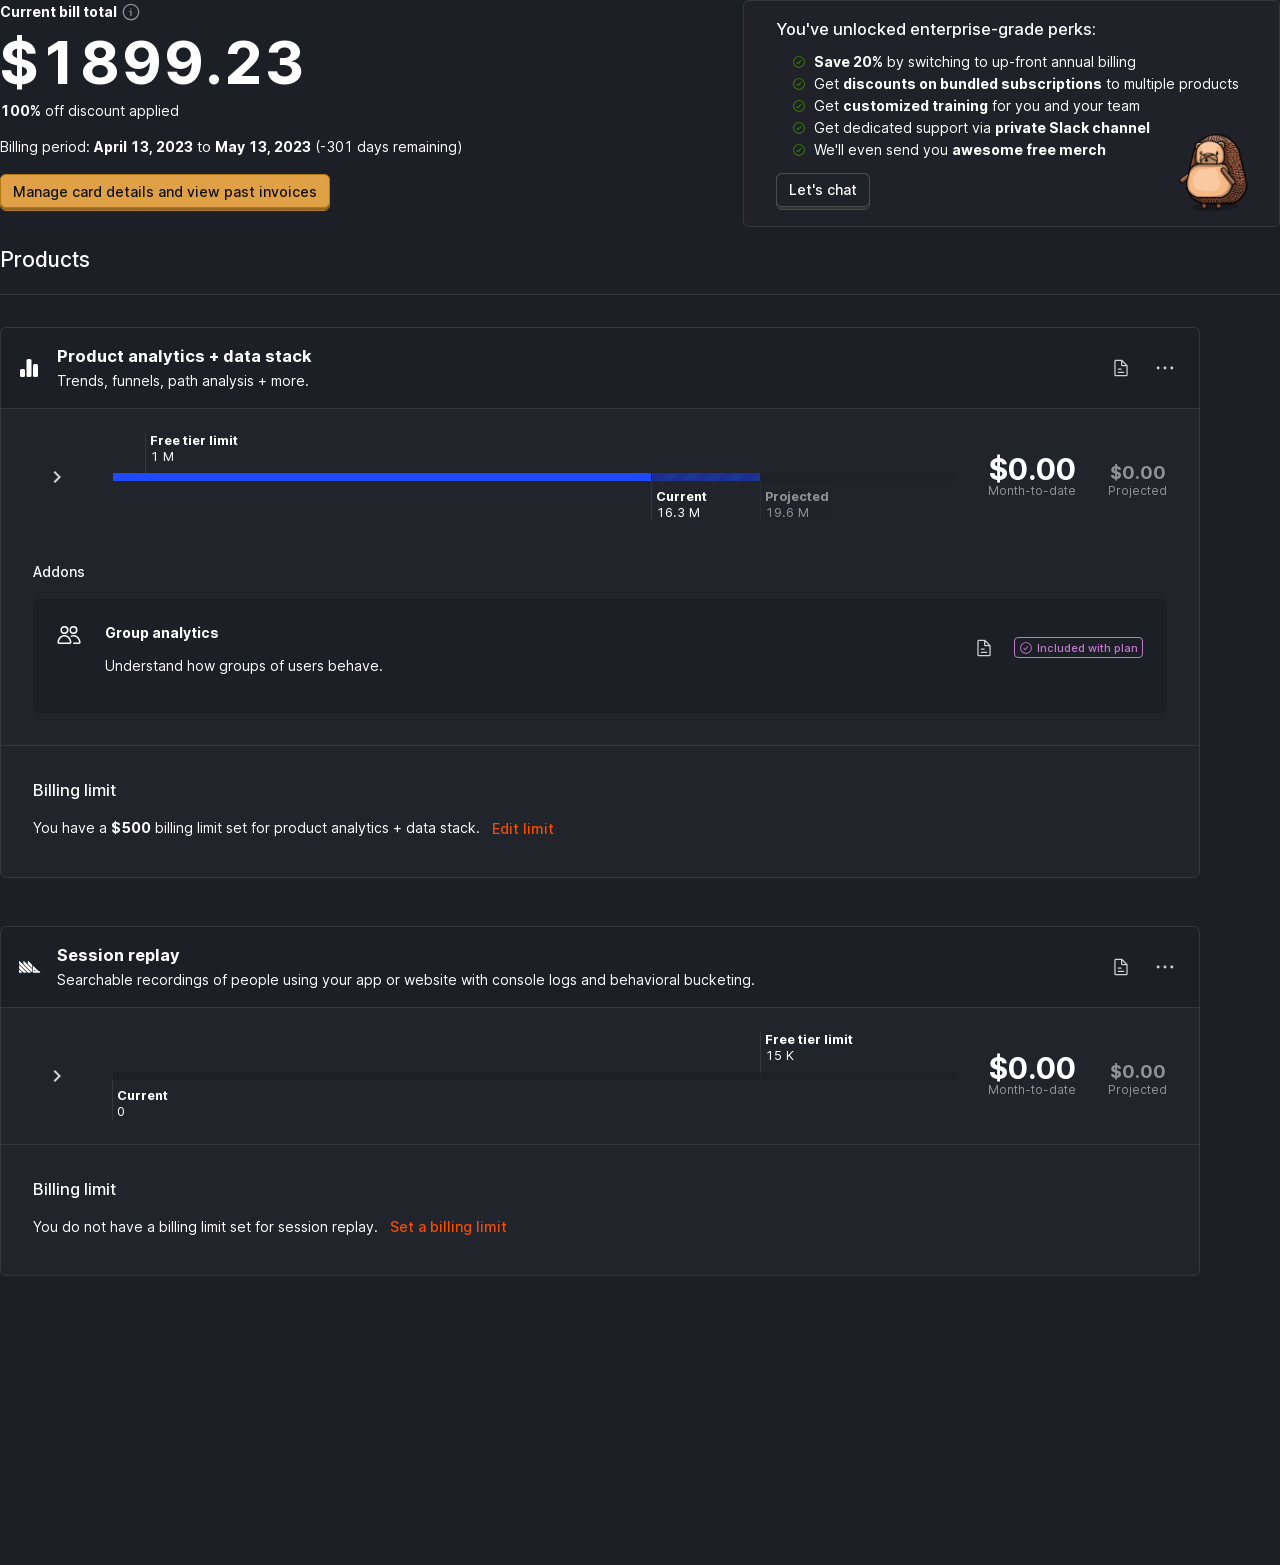 Current bill total
$1899.23
100% off discount applied
Billing period: April 13, 2023 to May 13, 2023 (-301 days remaining)
Manage card details and view past invoices
You've unlocked enterprise-grade perks:
Save 20% by switching to up-front annual billing
Get discounts on bundled subscriptions to multiple products
Get customized training for you and your team
Get dedicated support via private Slack channel
We'll even send you awesome free merch
Let's chat
Products
Product analytics + data stack
Trends, funnels, path analysis + more.
Free tier limit
1 M
Current
16.3 M
Projected
19.6 M
$0.00
Month-to-date
$0.00
Projected
Addons
Group analytics
Understand how groups of users behave.
Included with plan
Billing limit
You have a $500 billing limit set for product analytics + data stack. Edit limit
Session replay
Searchable recordings of people using your app or website with console logs and behavioral bucketing.
Free tier limit
15 K
Current
0
$0.00
Month-to-date
$0.00
Projected
Billing limit
You do not have a billing limit set for session replay. Set a billing limit